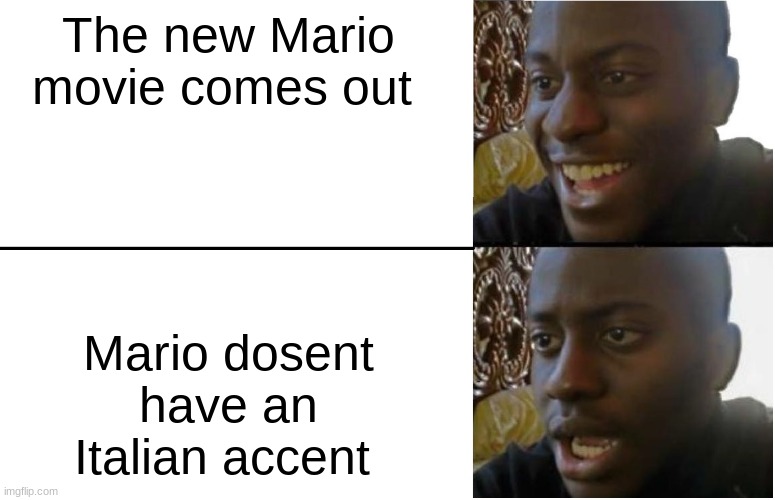 The new Mario
movie comes out
Mario dosent
have an
Italian accent
imgflip.com